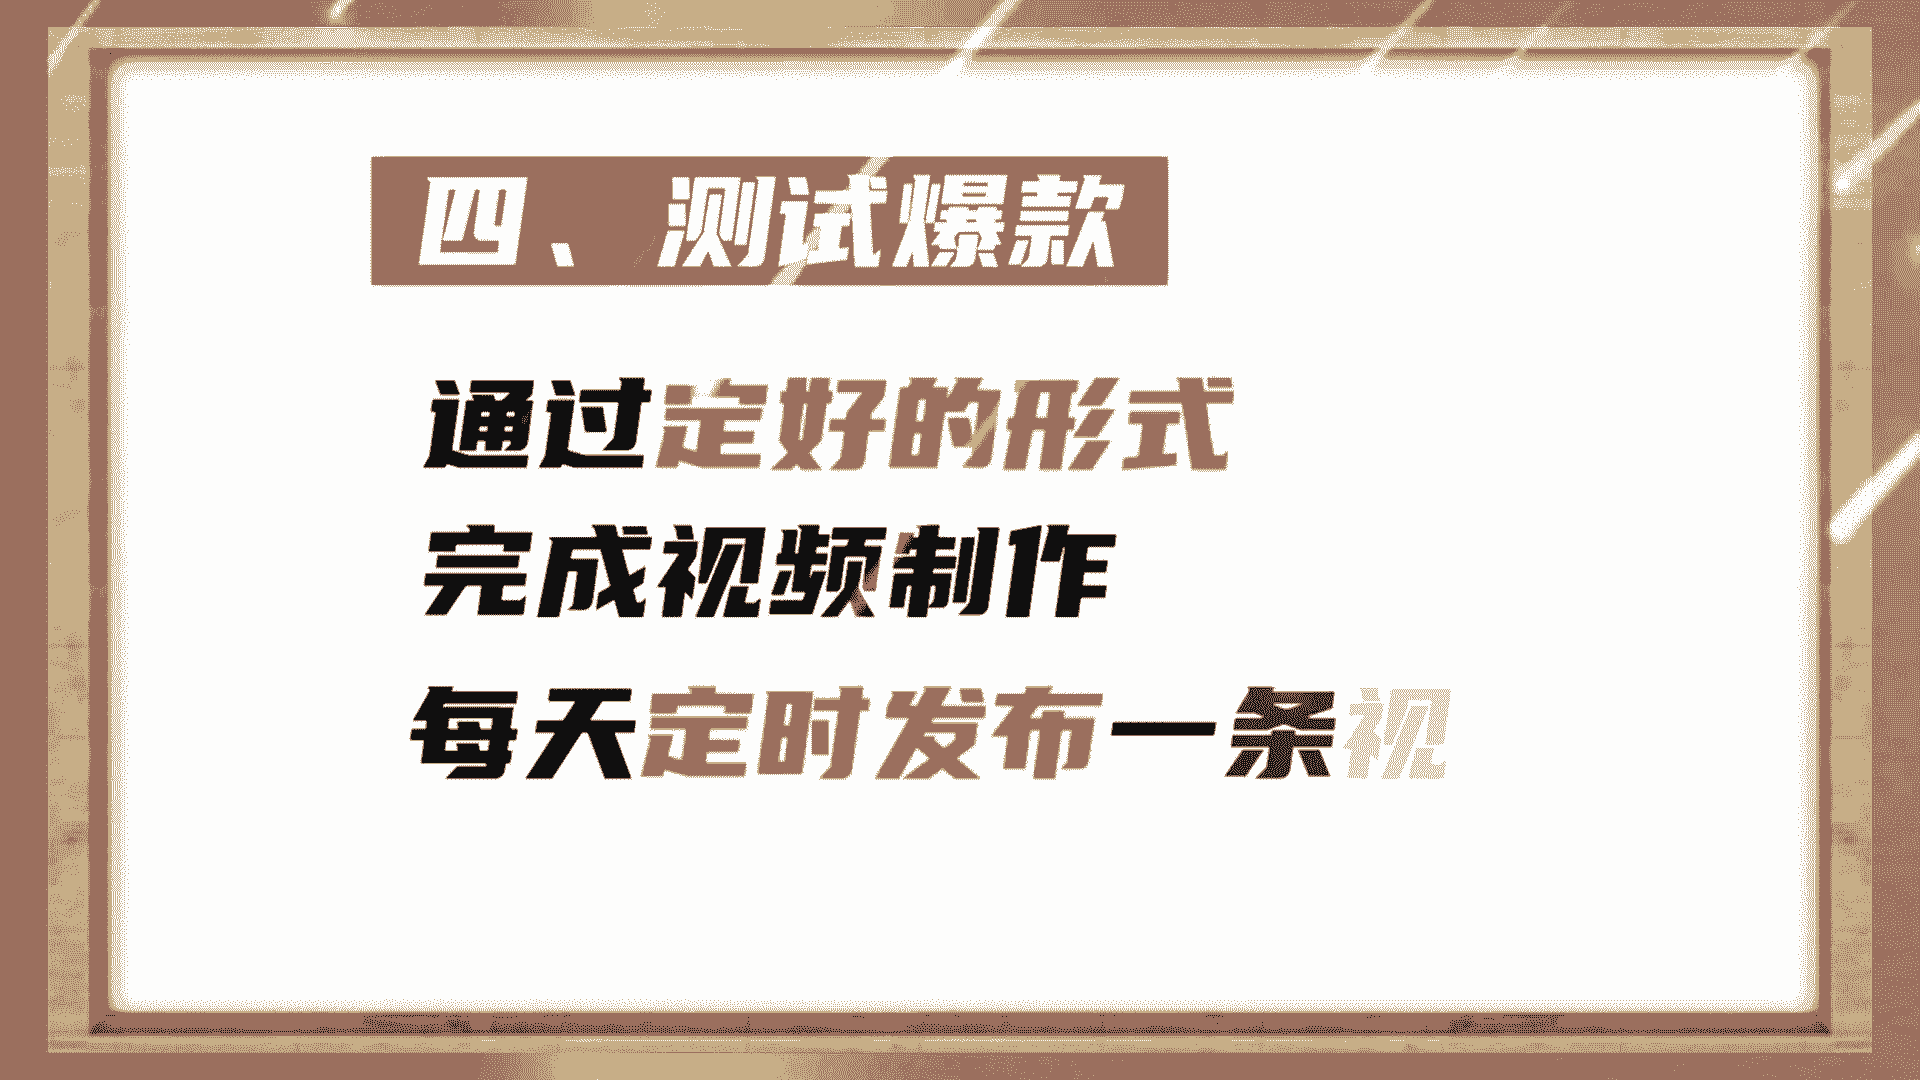 四、测试爆款
通过定好的形式
完成视频制作
每天定时发布一条视